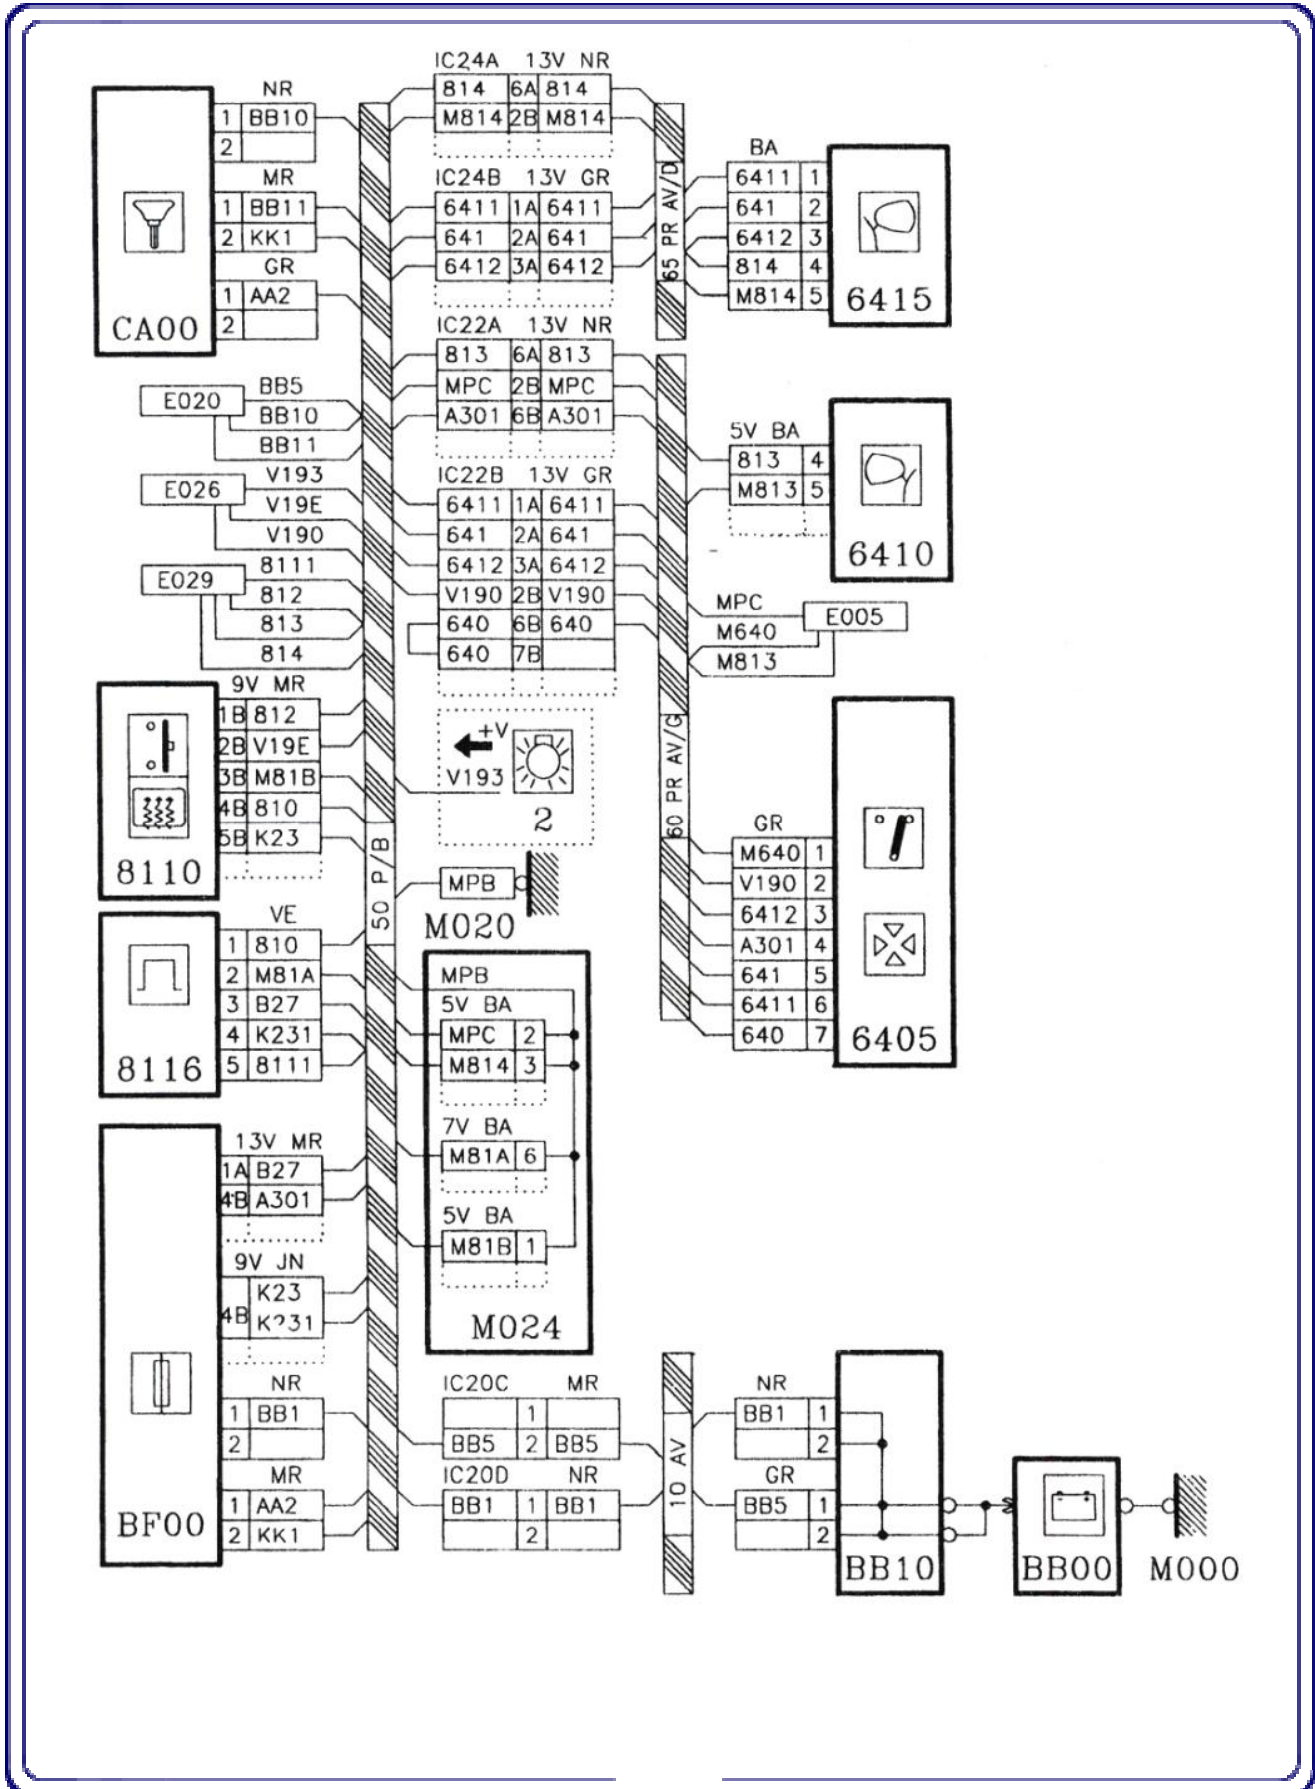 NR
1 BB10
2
MR
1 BB11
2 KK1
GR
1 AA2
2
CA00
E020
BB5
BB10
BB11
E026
V193
V19E
V190
E029
8111
812
813
814
9V MR
1B 812
2B V19E
3B M81B
4B 810
5B K23
8110
VE
1 810
2 M81A
3 B27
4 K231
5 8111
8116
13V MR
1A B27
4B A301
9V JN
K23
4B
K231
NR
1 BB1
2
MR
1 AA2
2 KK1
BF00
50 P/B
IC24A 13V NR
814 6A 814
M814 2B M814
IC24B 13V GR
6411 1A 6411
641 2A 641
6412 3A 6412
IC22A 13V NR
813 6A 813
MPC 2B MPC
A301 6B A301
IC22B 13V GR
6411 1A 6411
641 2A 641
6412 3A 6412
V190 2B V190
640 6B 640
640 7B
+V
V193
2
MPB
M020
MPB
5V BA
MPC 2
M814 3
7V BA
M81A 6
5V BA
M81B 1
M024
IC20C MR
1
BB5 2 BB5
IC20D NR
BB1 1 BB1
2
65 PR AV/D
60 PR AV/G
10 AV
BA
6411 1
641 2
6412 3
814 4
M814 5
6415
5V BA
813 4
M813 5
6410
MPC
M640
M813
E005
GR
M640 1
V190 2
6412 3
A301 4
641 5
6411 6
640 7
6405
NR
BB1 1
2
GR
BB5 1
2
BB10
BB00
M000